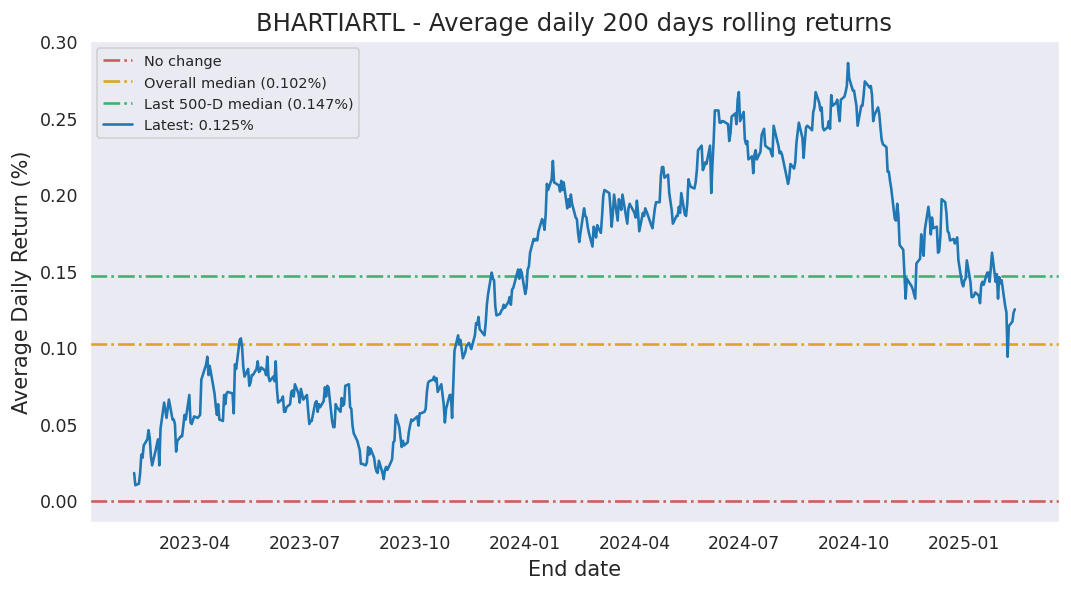 BHARTIARTL - Average daily 200 days rolling returns
No change
Overall median (0.102%)
Last 500-D median (0.147%)
Latest: 0.125%
Average Daily Return (%)
0.30
0.25
0.20
0.15
0.10
0.05
0.00
2023-04 2023-07 2023-10 2024-01 2024-04 2024-07 2024-10 2025-01
End date